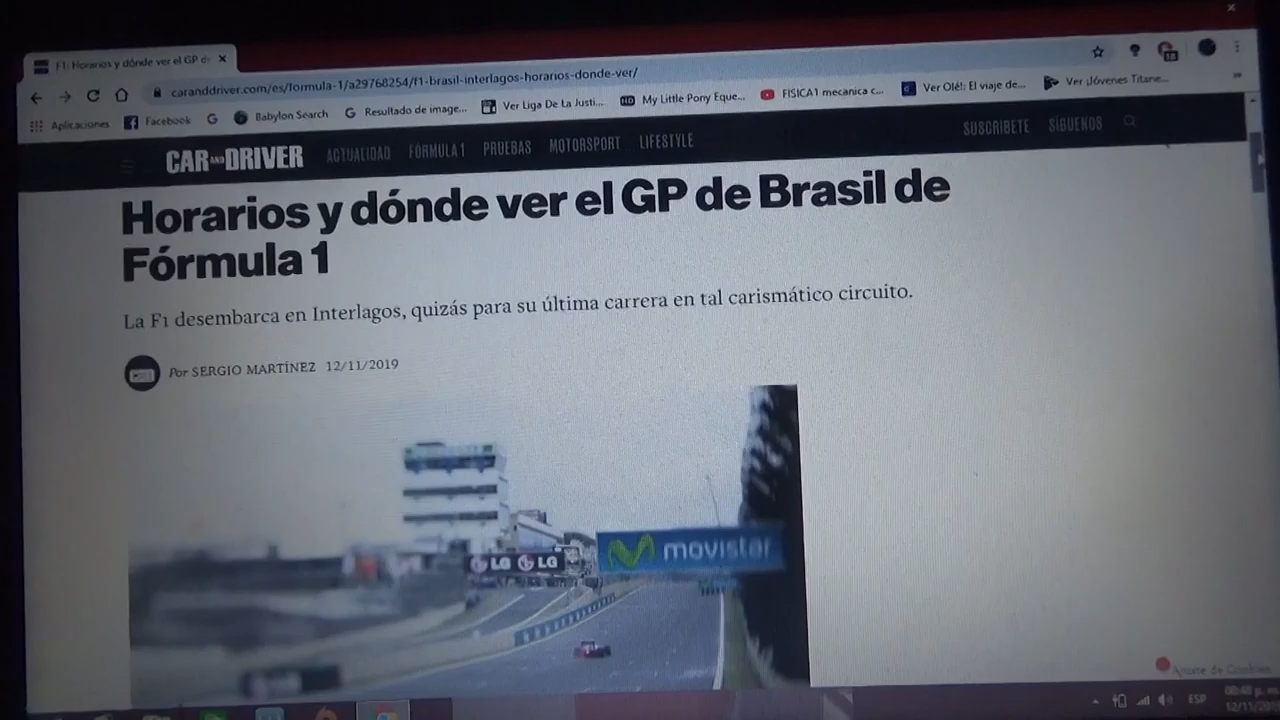 F1: Horarios y dónde ver el GP d
caranddriver.com/es/formula-1/a29768254/f1-brasil-interlagos-horarios-donde-ver/
Aplicaciones Facebook Babylon Search Resultado de image... Ver Liga De La Justi... My Little Pony Eque... FISICA1 mecanica c... Ver Olé!: El viaje de... Ver ¡Jóvenes Titane...
CAR AND DRIVER ACTUALIDAD FÓRMULA 1 PRUEBAS MOTORSPORT LIFESTYLE SUSCRÍBETE SÍGUENOS
Horarios y dónde ver el GP de Brasil de
Fórmula 1
La F1 desembarca en Interlagos, quizás para su última carrera en tal carismático circuito.
Por SERGIO MARTÍNEZ 12/11/2019
movistar
LG LG
Ajuste de Cookies
ESP